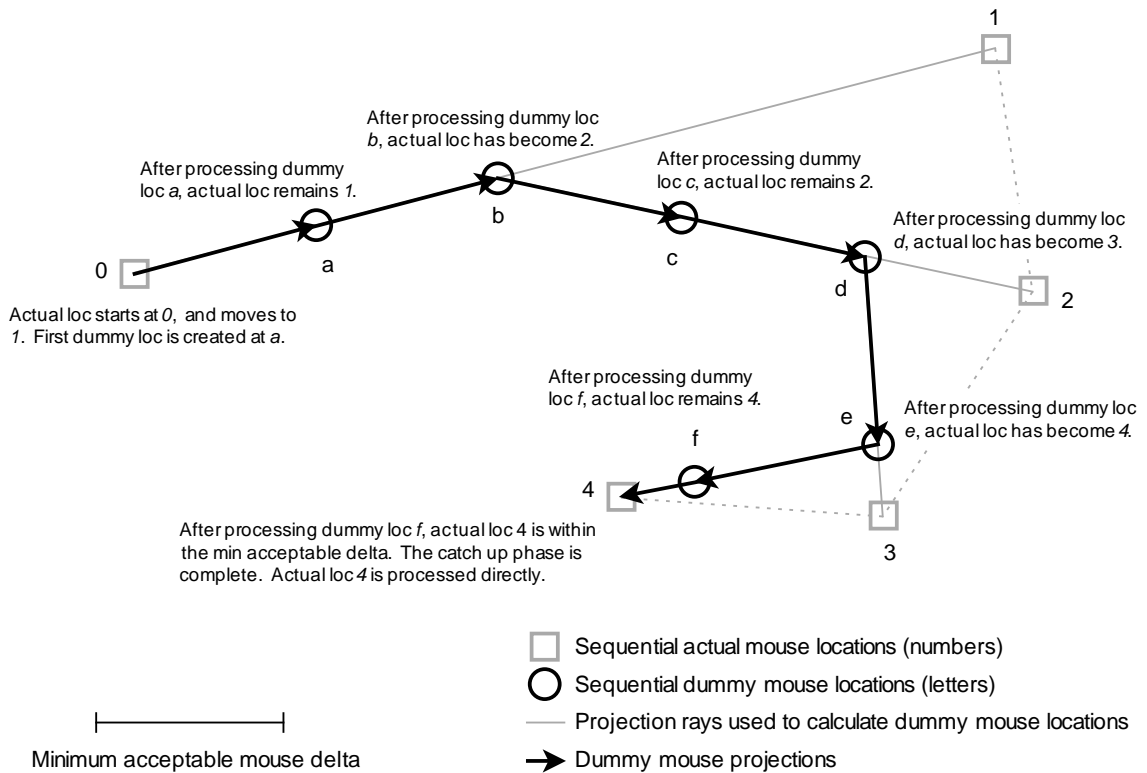 1
After processing dummy loc
b, actual loc has become 2.
After processing dummy
loc a, actual loc remains 1.
After processing dummy
loc c, actual loc remains 2.
b
After processing dummy loc
d, actual loc has become 3.
a
c
0
d
2
Actual loc starts at 0, and moves to
1. First dummy loc is created at a.
After processing dummy
loc f, actual loc remains 4.
e
After processing dummy loc
e, actual loc has become 4.
f
4
3
After processing dummy loc f, actual loc 4 is within
the min acceptable delta. The catch up phase is
complete. Actual loc 4 is processed directly.
Sequential actual mouse locations (numbers)
Sequential dummy mouse locations (letters)
Projection rays used to calculate dummy mouse locations
Dummy mouse projections
Minimum acceptable mouse delta